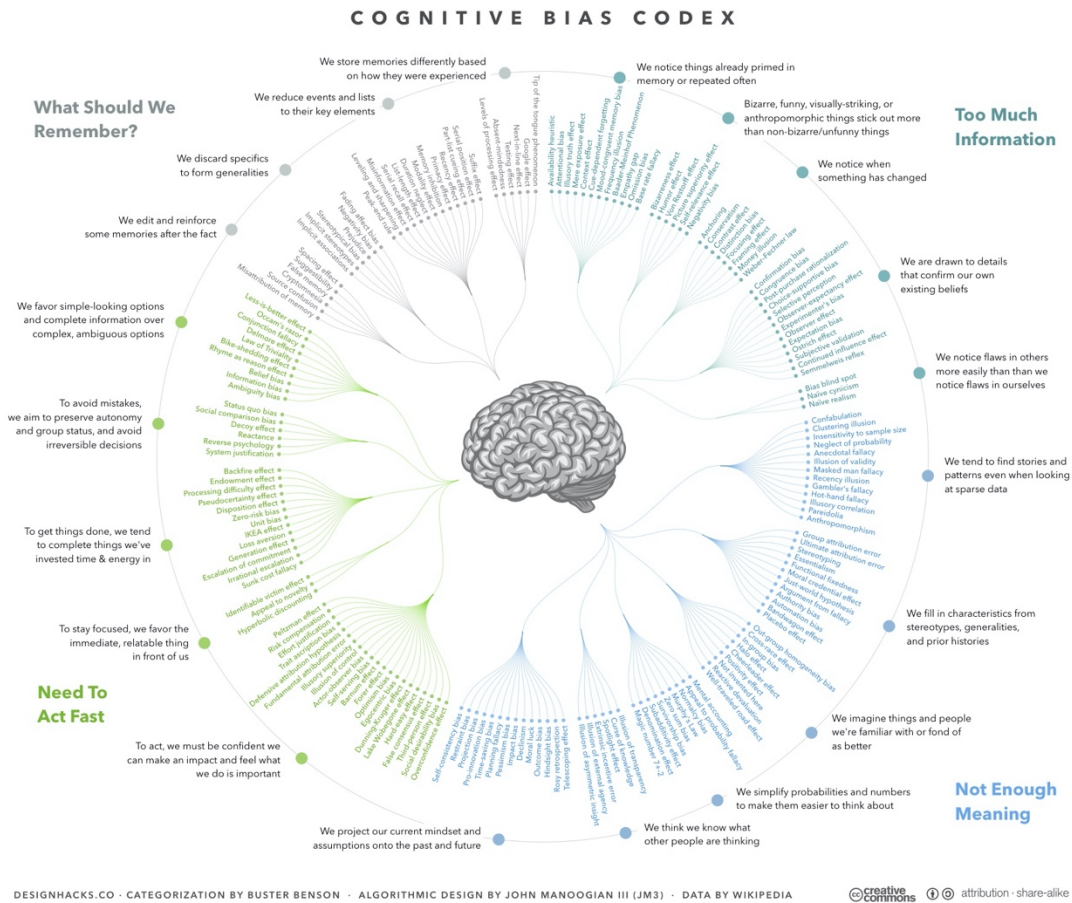 COGNITIVE BIAS CODEX
What Should We
Remember?
We store memories differently based
on how they were experienced
We reduce events and lists
to their key elements
We discard specifics
to form generalities
We edit and reinforce
some memories after the fact
Too Much
Information
We notice things already primed in
memory or repeated often
Bizarre, funny, visually-striking, or
anthropomorphic things stick out more
than non-bizarre/unfunny things
We notice when
something has changed
We are drawn to details
that confirm our own
existing beliefs
We notice flaws in others
more easily than than we
notice flaws in ourselves
Not Enough
Meaning
We tend to find stories and
patterns even when looking
at sparse data
We fill in characteristics from
stereotypes, generalities,
and prior histories
We imagine things and people
we're familiar with or fond of
as better
We simplify probabilities and numbers
to make them easier to think about
We think we know what
other people are thinking
We project our current mindset and
assumptions onto the past and future
Need To
Act Fast
To act, we must be confident we
can make an impact and feel what
we do is important
To stay focused, we favor the
immediate, relatable thing
in front of us
To get things done, we tend
to complete things we've
invested time & energy in
To avoid mistakes,
we aim to preserve autonomy
and group status, and avoid
irreversible decisions
We favor simple-looking options
and complete information over
complex, ambiguous options
Availability heuristic
Attentional bias
Illusory truth effect
Mere exposure effect
Context effect
Cue-dependent forgetting
Mood-congruent memory bias
Frequency illusion
Baader-Meinhof Phenomenon
Empathy gap
Omission bias
Base rate fallacy
Bizarreness effect
Humor effect
Von Restorff effect
Picture superiority effect
Self-relevance effect
Negativity bias
Anchoring
Conservatism
Contrast effect
Distinction bias
Focusing effect
Framing effect
Money illusion
Weber-Fechner law
Confirmation bias
Congruence bias
Post-purchase rationalization
Choice-supportive bias
Selective perception
Observer-expectancy effect
Experimenter's bias
Observer effect
Expectation bias
Ostrich effect
Subjective validation
Continued influence effect
Semmelweis reflex
Bias blind spot
Naïve cynicism
Naïve realism
Confabulation
Clustering illusion
Insensitivity to sample size
Neglect of probability
Anecdotal fallacy
Illusion of validity
Masked man fallacy
Recency illusion
Gambler's fallacy
Hot-hand fallacy
Illusory correlation
Pareidolia
Anthropomorphism
Group attribution error
Ultimate attribution error
Stereotyping
Essentialism
Functional fixedness
Moral credential effect
Just-world hypothesis
Argument from fallacy
Authority bias
Automation bias
Bandwagon effect
Placebo effect
Out-group homogeneity bias
Cross-race effect
In-group bias
Halo effect
Cheerleader effect
Positivity effect
Not invented here
Reactive devaluation
Well traveled road effect
Mental accounting
Appeal to probability fallacy
Normalcy bias
Murphy's Law
Zero sum bias
Survivorship bias
Subadditivity effect
Denomination effect
Magic number 7+-2
Illusion of transparency
Curse of knowledge
Spotlight effect
Extrinsic incentive error
Illusion of external agency
Illusion of asymmetric insight
Telescoping effect
Rosy retrospection
Hindsight bias
Outcome bias
Moral luck
Declinism
Impact bias
Pessimism bias
Planning fallacy
Time-saving bias
Pro-innovation bias
Projection bias
Restraint bias
Self-consistency bias
Overconfidence effect
Social desirability bias
Third-person effect
False consensus effect
Hard-easy effect
Lake Wobegone effect
Dunning-Kruger effect
Egocentric bias
Optimism bias
Forer effect
Barnum effect
Self-serving bias
Actor-observer bias
Illusion of control
Illusory superiority
Fundamental attribution error
Defensive attribution hypothesis
Trait ascription bias
Effort justification
Risk compensation
Peltzman effect
Hyperbolic discounting
Appeal to novelty
Identifiable victim effect
Sunk cost fallacy
Irrational escalation
Escalation of commitment
Generation effect
Loss aversion
IKEA effect
Unit bias
Zero-risk bias
Disposition effect
Pseudocertainty effect
Processing difficulty effect
Endowment effect
Backfire effect
System justification
Reverse psychology
Reactance
Decoy effect
Social comparison bias
Status quo bias
Ambiguity bias
Information bias
Belief bias
Rhyme as reason effect
Bike-shedding effect
Law of Triviality
Delmore effect
Conjunction fallacy
Occam's razor
Less-is-better effect
Misattribution of memory
Source confusion
Cryptomnesia
False memory
Suggestibility
Spacing effect
Implicit associations
Implicit stereotypes
Stereotypical bias
Prejudice
Negativity bias
Fading affect bias
Peak-end rule
Leveling and sharpening
Misinformation effect
Serial recall effect
List-length effect
Duration neglect
Modality effect
Memory inhibition
Primacy effect
Recency effect
Part-list cueing effect
Serial position effect
Suffix effect
Levels of processing effect
Absent-mindedness
Testing effect
Next-in-line effect
Google effect
Tip of the tongue phenomenon
DESIGNHACKS.CO · CATEGORIZATION BY BUSTER BENSON · ALGORITHMIC DESIGN BY JOHN MANOOGIAN III (JM3) · DATA BY WIKIPEDIA
cc creative commons attribution · share-alike